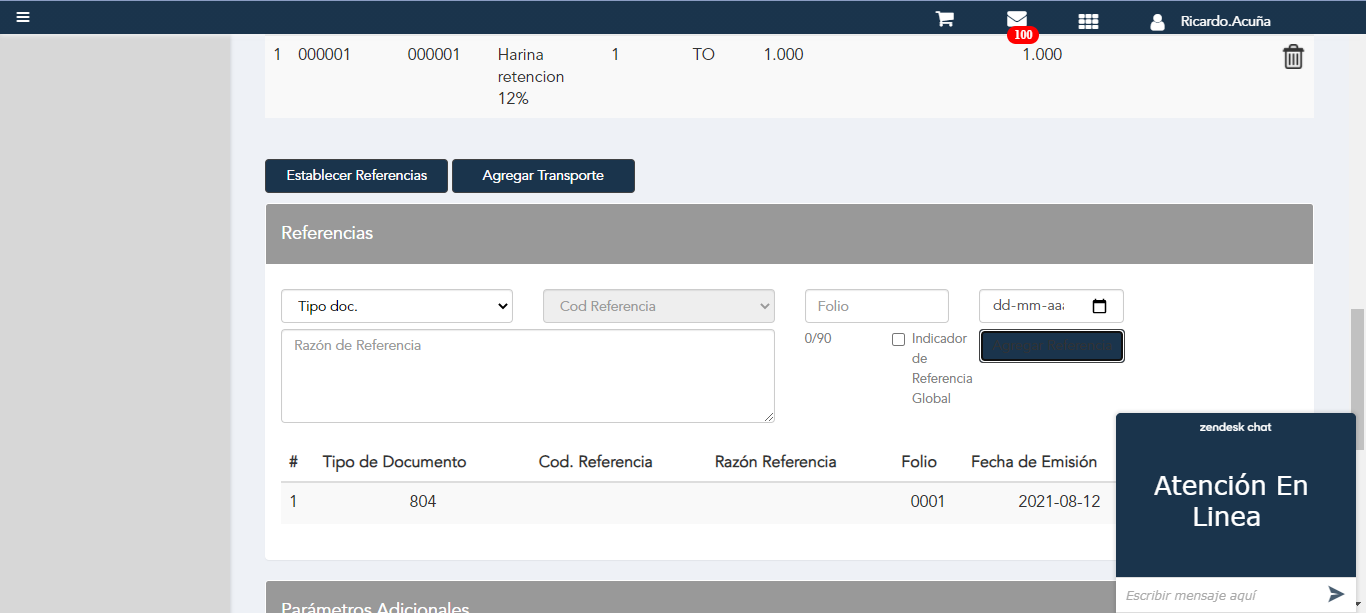 Ricardo.Acuña
100
1 000001 000001 Harina 1 TO 1.000 1.000
retencion
12%
Establecer Referencias Agregar Transporte
Referencias
Tipo doc. Cod Referencia Folio dd-mm-aa
Razón de Referencia 0/90 Indicador
de
Referencia
Global
# Tipo de Documento Cod. Referencia Razón Referencia Folio Fecha de Emisión
1 804 0001 2021-08-12
zendesk chat
Atención En
Linea
Escribir mensaje aquí
Parámetros Adicionales